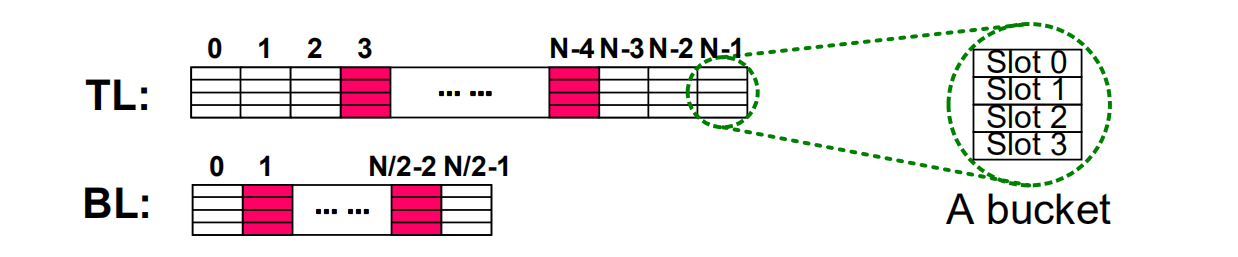 0 1 2 3 N-4 N-3 N-2 N-1
TL: ... ...
Slot 0
Slot 1
Slot 2
Slot 3
0 1 N/2-2 N/2-1
BL: ... ...
A bucket